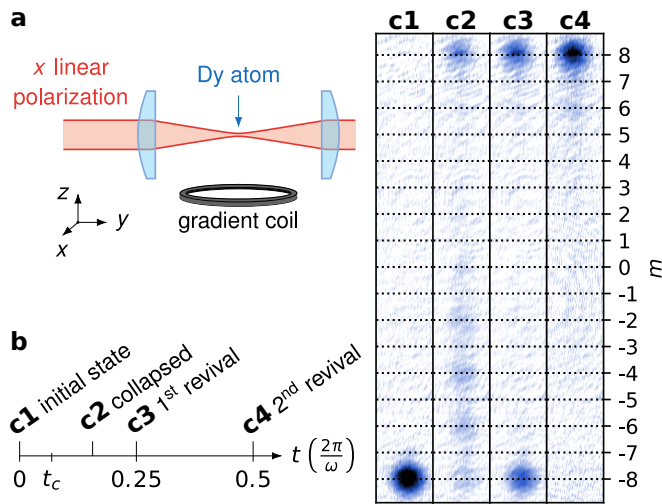 a
x linear
polarization
Dy atom
z
y
x
gradient coil
b
c1 initial state
c2 collapsed
c3 1st revival
c4 2nd revival
0
t_c
0.25
0.5
t (2π/ω)
c1 c2 c3 c4
8
7
6
5
4
3
2
1
0
-1
-2
-3
-4
-5
-6
-7
-8
m